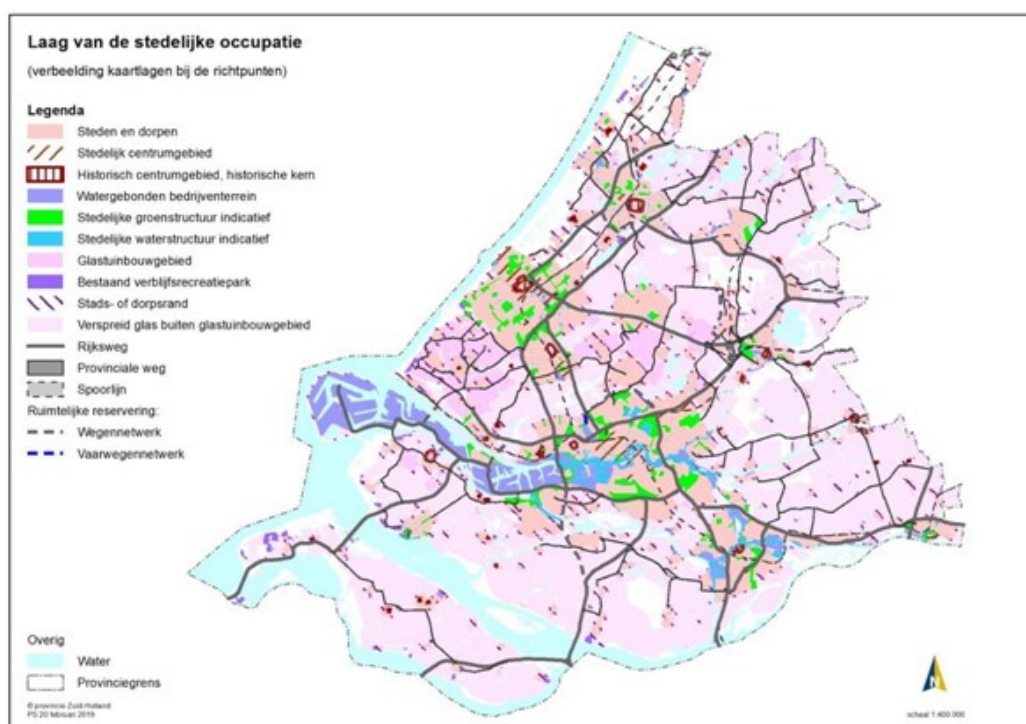 Laag van de stedelijke occupatie
(verbeelding kaartlagen bij de richtpunten)
Legenda
Steden en dorpen
Stedelijk centrumgebied
Historisch centrumgebied, historische kern
Watergebonden bedrijventerrein
Stedelijke groenstructuur indicatief
Stedelijke waterstructuur indicatief
Glastuinbouwgebied
Bestaand verblijfsrecreatiepark
Stads- of dorpsrand
Verspreid glas buiten glastuinbouwgebied
Rijksweg
Provinciale weg
Spoorlijn
Ruimtelijke reservering:
Wegennetwerk
Vaarwegennetwerk
Overig
Water
Provinciegrens
© provincie Zuid-Holland
PS 20 februari 2019
N
schaal 1:400.000